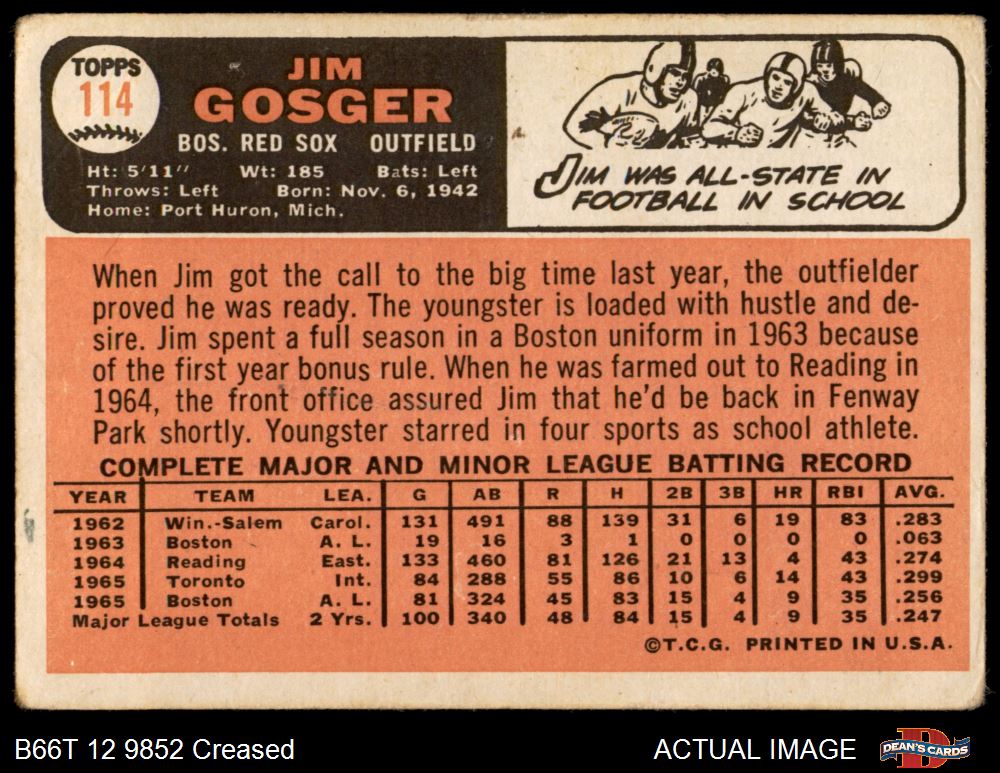 TOPPS
114
JIM
GOSGER
BOS. RED SOX OUTFIELD
Ht: 5'11" Wt: 185 Bats: Left
Throws: Left Born: Nov. 6, 1942
Home: Port Huron, Mich.
JIM WAS ALL-STATE IN
FOOTBALL IN SCHOOL
When Jim got the call to the big time last year, the outfielder
proved he was ready. The youngster is loaded with hustle and de-
sire. Jim spent a full season in a Boston uniform in 1963 because
of the first year bonus rule. When he was farmed out to Reading in
1964, the front office assured Jim that he'd be back in Fenway
Park shortly. Youngster starred in four sports as school athlete.
COMPLETE MAJOR AND MINOR LEAGUE BATTING RECORD
YEAR TEAM LEA. G AB R H 2B 3B HR RBI AVG.
1962 Win.-Salem Carol. 131 491 88 139 31 6 19 83 .283
1963 Boston A. L. 19 16 3 1 0 0 0 0 .063
1964 Reading East. 133 460 81 126 21 13 4 43 .274
1965 Toronto Int. 84 288 55 86 10 6 14 43 .299
1965 Boston A. L. 81 324 45 83 15 4 9 35 .256
Major League Totals 2 Yrs. 100 340 48 84 15 4 9 35 .247
©T.C.G. PRINTED IN U.S.A.
B66T 12 9852 Creased
ACTUAL IMAGE
DEAN'S CARDS